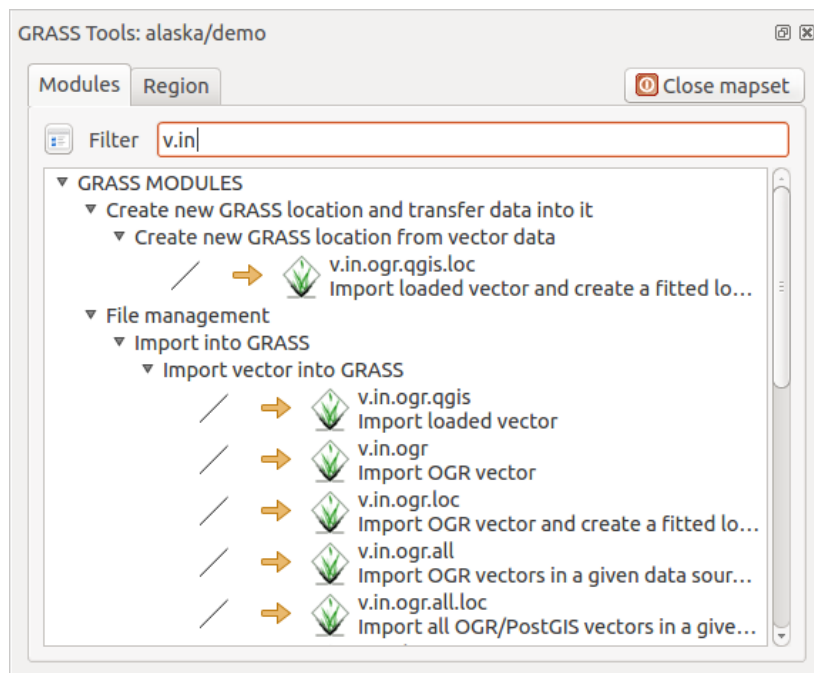 GRASS Tools: alaska/demo
Modules
Region
Close mapset
Filter
v.in
GRASS MODULES
Create new GRASS location and transfer data into it
Create new GRASS location from vector data
v.in.ogr.qgis.loc
Import loaded vector and create a fitted lo...
File management
Import into GRASS
Import vector into GRASS
v.in.ogr.qgis
Import loaded vector
v.in.ogr
Import OGR vector
v.in.ogr.loc
Import OGR vector and create a fitted lo...
v.in.ogr.all
Import OGR vectors in a given data sour...
v.in.ogr.all.loc
Import all OGR/PostGIS vectors in a give...